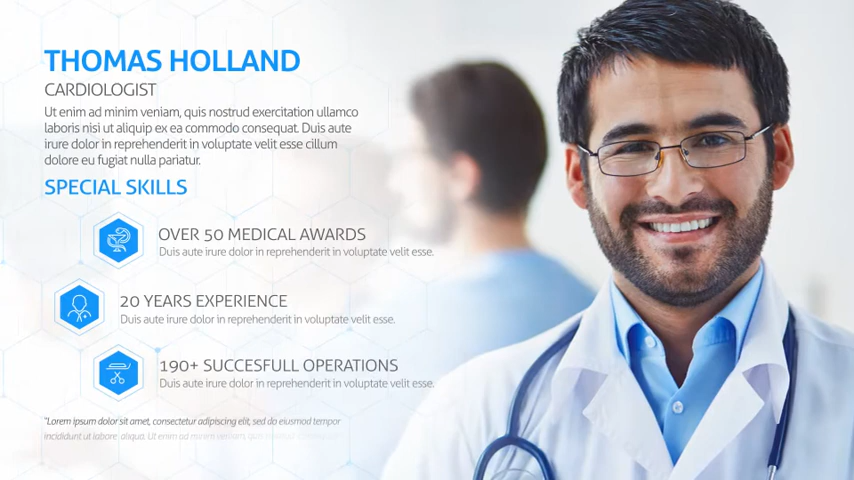 THOMAS HOLLAND
CARDIOLOGIST
Ut enim ad minim veniam, quis nostrud exercitation ullamco
laboris nisi ut aliquip ex ea commodo consequat. Duis aute
irure dolor in reprehenderit in voluptate velit esse cillum
dolore eu fugiat nulla pariatur.
SPECIAL SKILLS
OVER 50 MEDICAL AWARDS
Duis aute irure dolor in reprehenderit in voluptate velit esse.
20 YEARS EXPERIENCE
Duis aute irure dolor in reprehenderit in voluptate velit esse.
190+ SUCCESFULL OPERATIONS
Duis aute irure dolor in reprehenderit in voluptate velit esse.
"Lorem ipsum dolor sit amet, consectetur adipiscing elit, sed do eiusmod tempor
incididunt ut labore aliqua. Ut enim ad minim veniam, quis